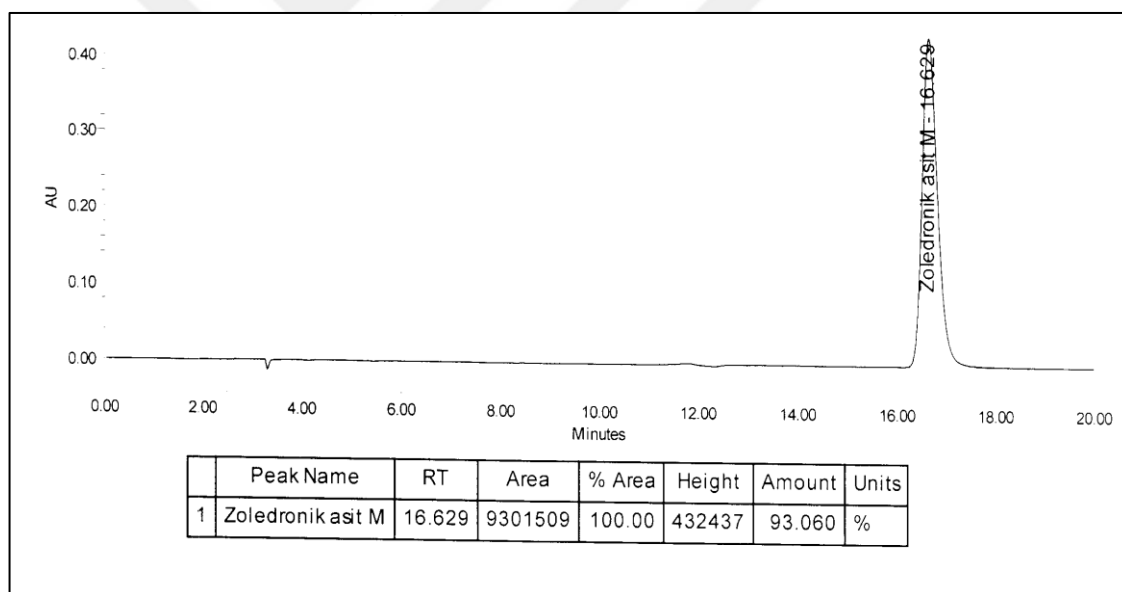 0.40
0.30
0.20
0.10
0.00
AU
Zoledronik asit M - 16.629
0.00 2.00 4.00 6.00 8.00 10.00 12.00 14.00 16.00 18.00 20.00
Minutes
Peak Name RT Area % Area Height Amount Units
1 Zoledronik asit M 16.629 9301509 100.00 432437 93.060 %